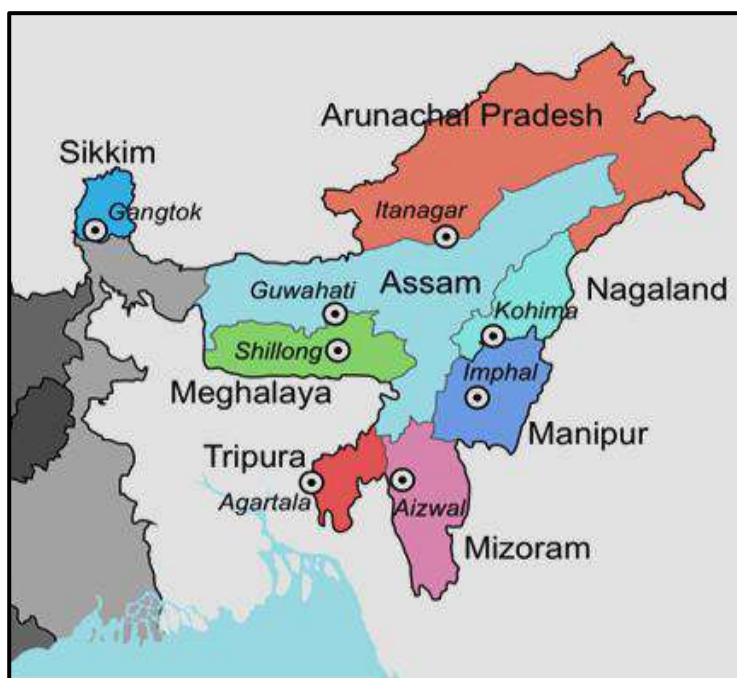 Arunachal Pradesh
Sikkim
Gangtok
Itanagar
Assam
Guwahati
Nagaland
Kohima
Shillong
Imphal
Meghalaya
Manipur
Tripura
Agartala
Aizwal
Mizoram